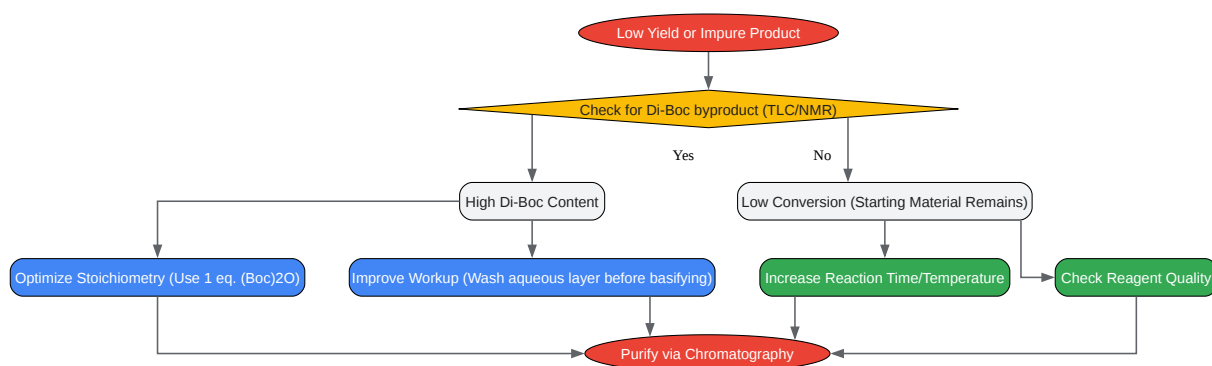 Low Yield or Impure Product
Check for Di-Boc byproduct (TLC/NMR)
Yes
No
High Di-Boc Content
Low Conversion (Starting Material Remains)
Optimize Stoichiometry (Use 1 eq. (Boc)2O)
Improve Workup (Wash aqueous layer before basifying)
Increase Reaction Time/Temperature
Check Reagent Quality
Purify via Chromatography